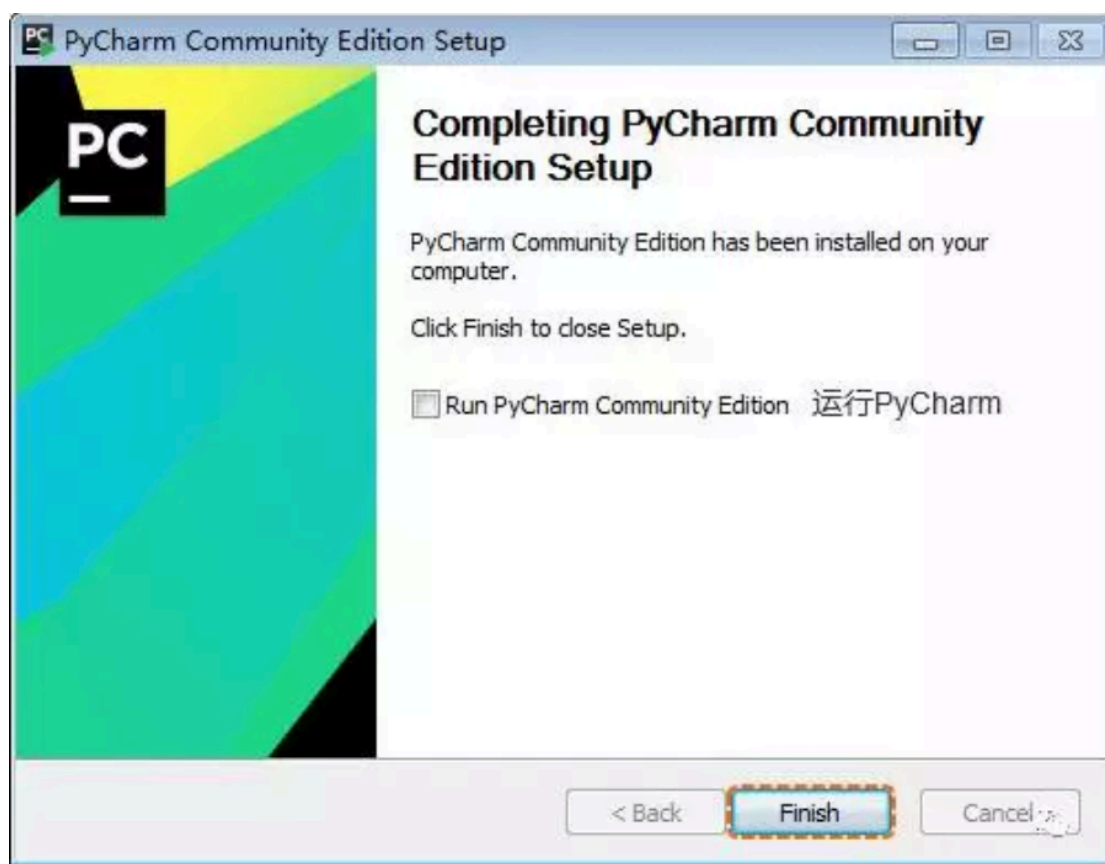 PyCharm Community Edition Setup
PC
Completing PyCharm Community
Edition Setup
PyCharm Community Edition has been installed on your
computer.
Click Finish to close Setup.
Run PyCharm Community Edition 运行PyCharm
< Back Finish Cancel